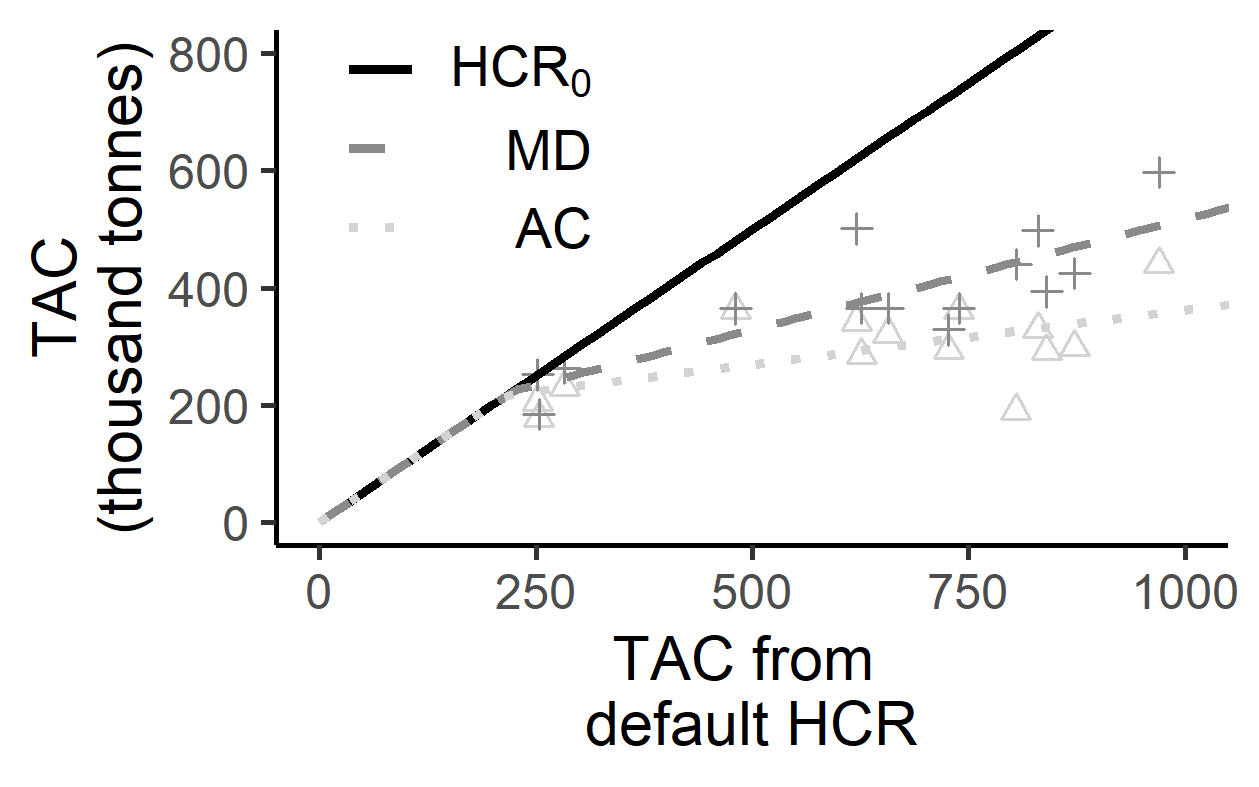 TAC
(thousand tonnes)
800
600
400
200
0
HCR₀
MD
AC
0 250 500 750 1000
TAC from
default HCR